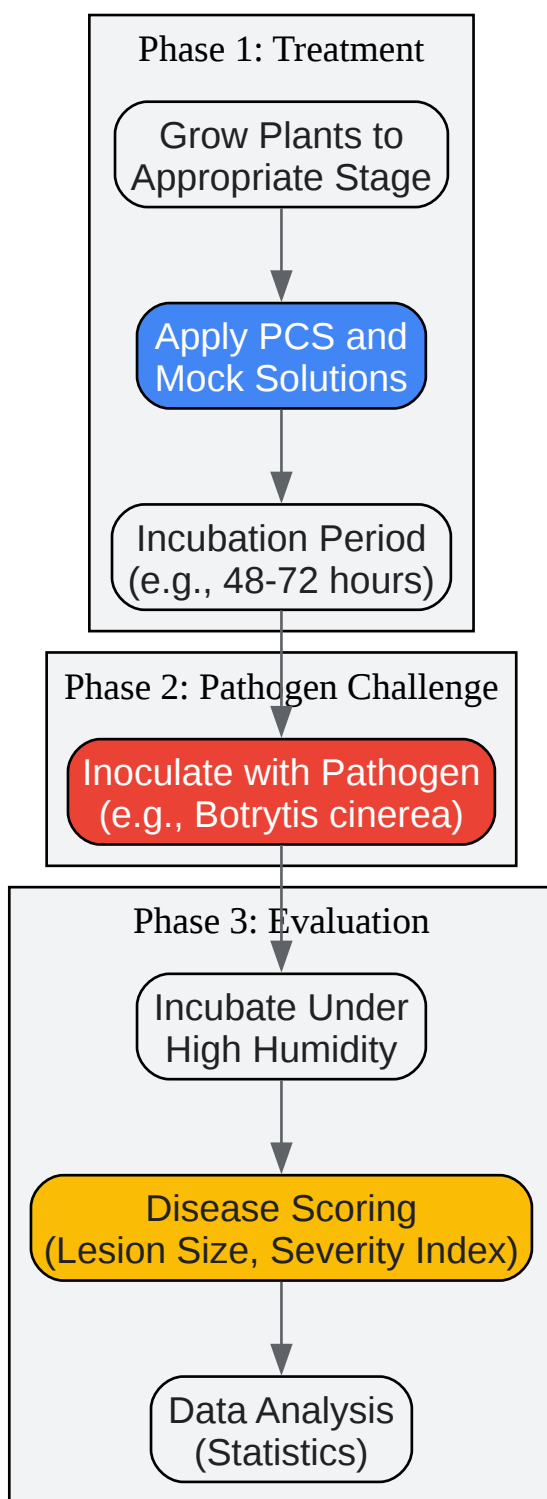 Phase 1: Treatment
Grow Plants to
Appropriate Stage
Apply PCS and
Mock Solutions
Incubation Period
(e.g., 48-72 hours)
Phase 2: Pathogen Challenge
Inoculate with Pathogen
(e.g., Botrytis cinerea)
Phase 3: Evaluation
Incubate Under
High Humidity
Disease Scoring
(Lesion Size, Severity Index)
Data Analysis
(Statistics)